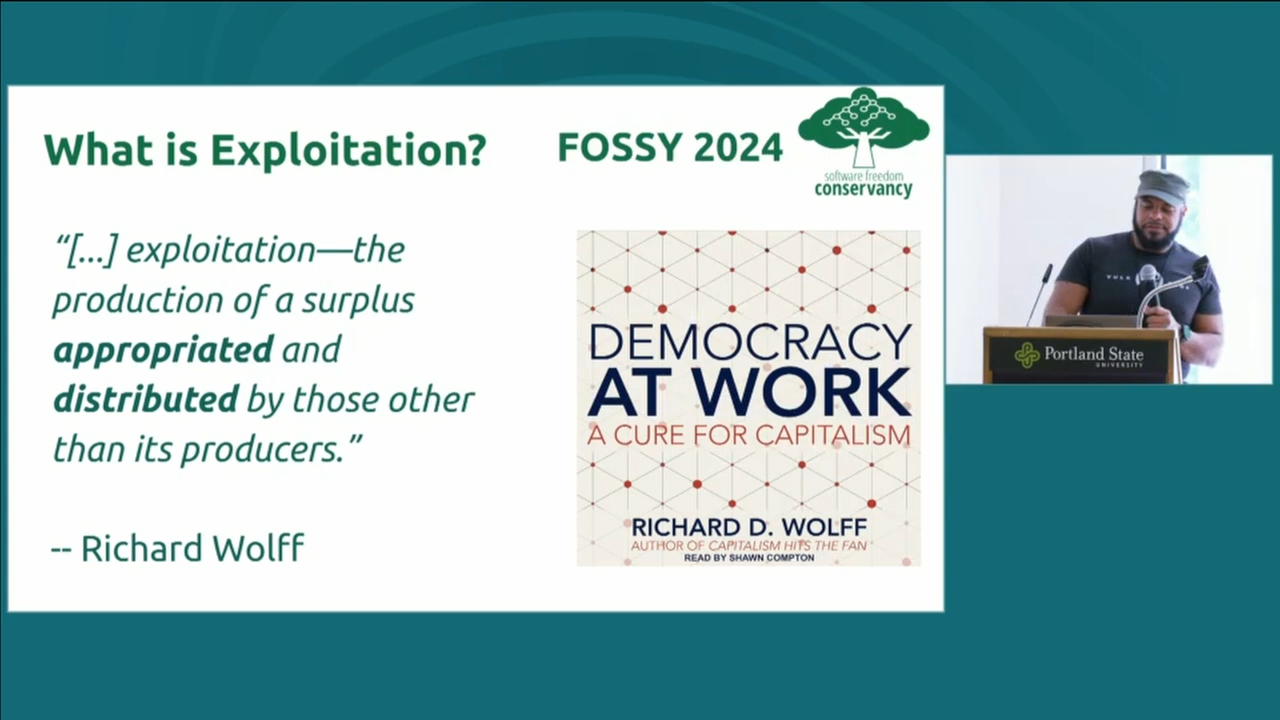 What is Exploitation?
FOSSY 2024
software freedom
conservancy
“[...] exploitation—the
production of a surplus
appropriated and
distributed by those other
than its producers.”
-- Richard Wolff
DEMOCRACY
AT WORK
A CURE FOR CAPITALISM
RICHARD D. WOLFF
AUTHOR OF CAPITALISM HITS THE FAN
READ BY SHAWN COMPTON
Portland State
UNIVERSITY